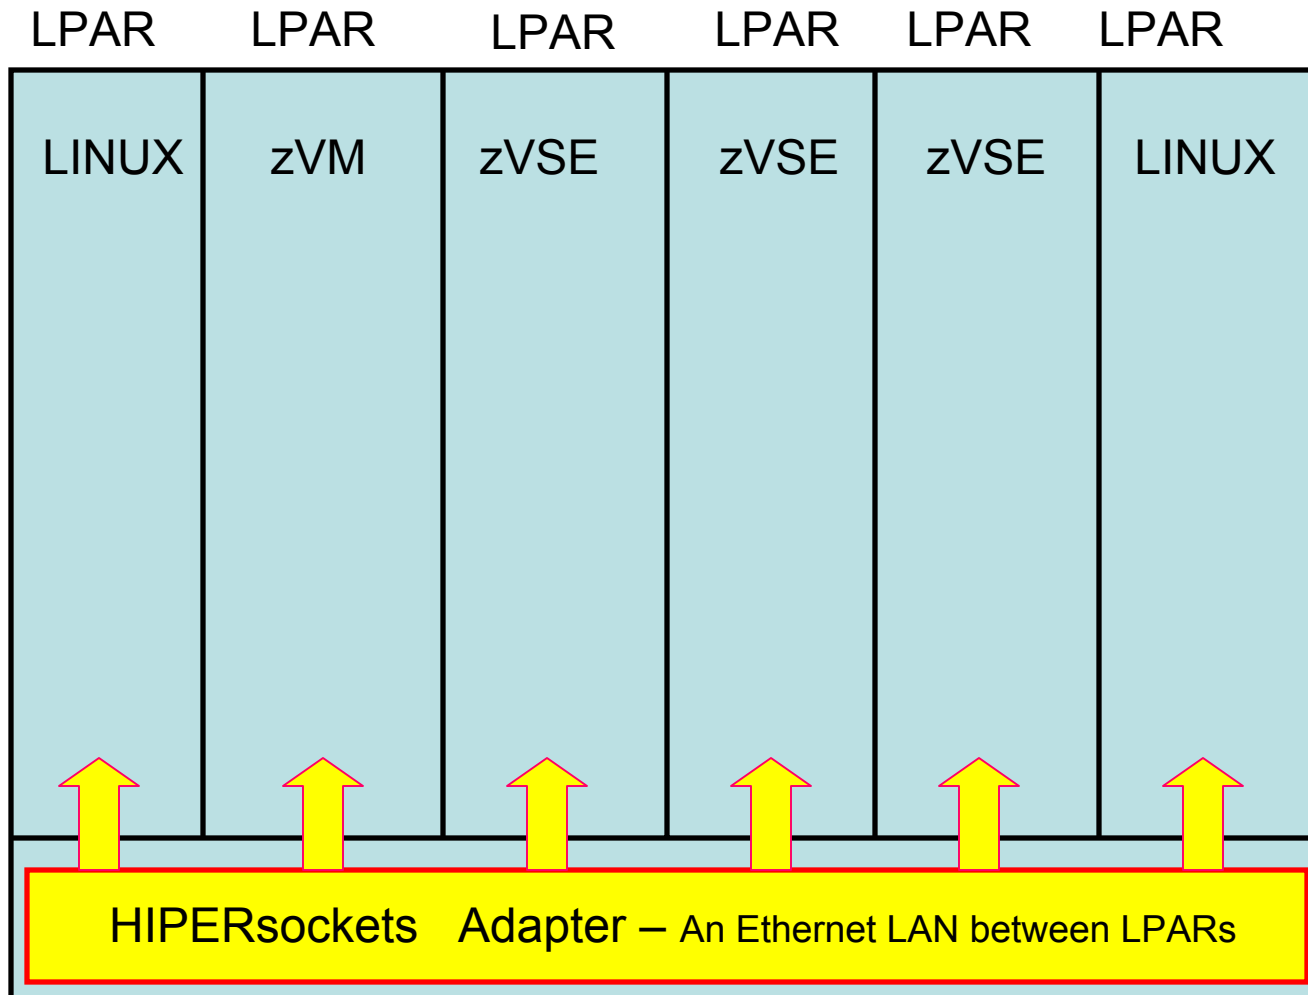 LPAR LPAR LPAR LPAR LPAR LPAR
LINUX zVM zVSE zVSE zVSE LINUX
HIPERsockets Adapter – An Ethernet LAN between LPARs